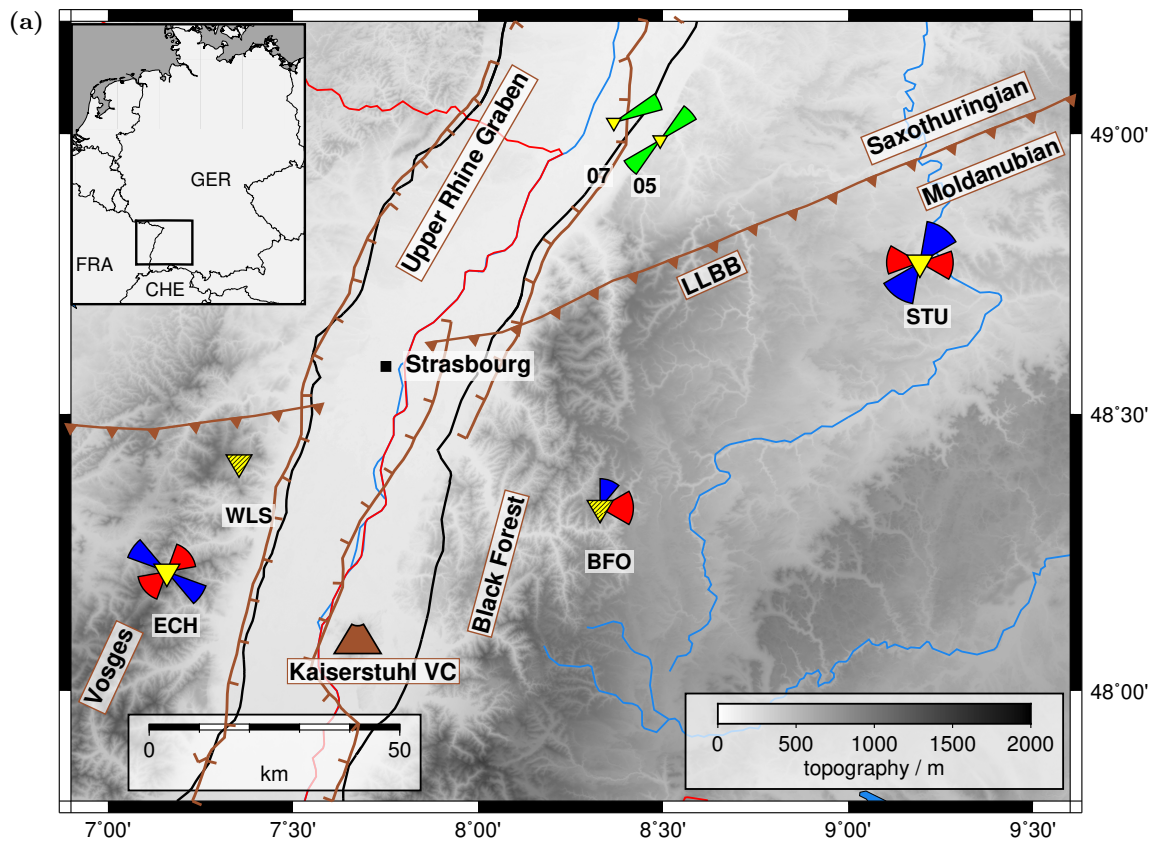 (a)
GER
FRA
CHE
Upper Rhine Graben
07
05
Saxothuringian
Moldanubian
LLBB
STU
Strasbourg
WLS
BFO
ECH
Black Forest
Vosges
Kaiserstuhl VC
0 50
km
0 500 1000 1500 2000
topography / m
49°00'
48°30'
48°00'
7°00' 7°30' 8°00' 8°30' 9°00' 9°30'